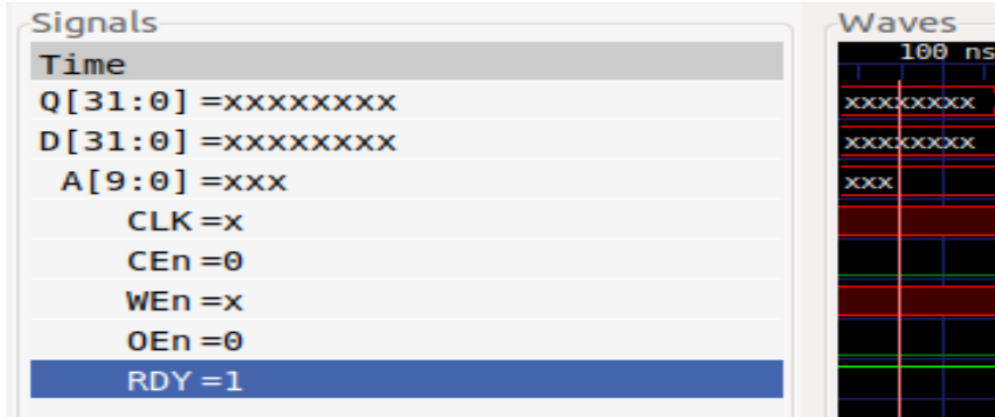 Signals
Time
Q[31:0] =xxxxxxxx
D[31:0] =xxxxxxxx
A[9:0] =xxx
CLK =x
CEn =0
WEn =x
OEn =0
RDY =1
Waves
100 ns
xxxxxxxx
xxxxxxxx
xxx